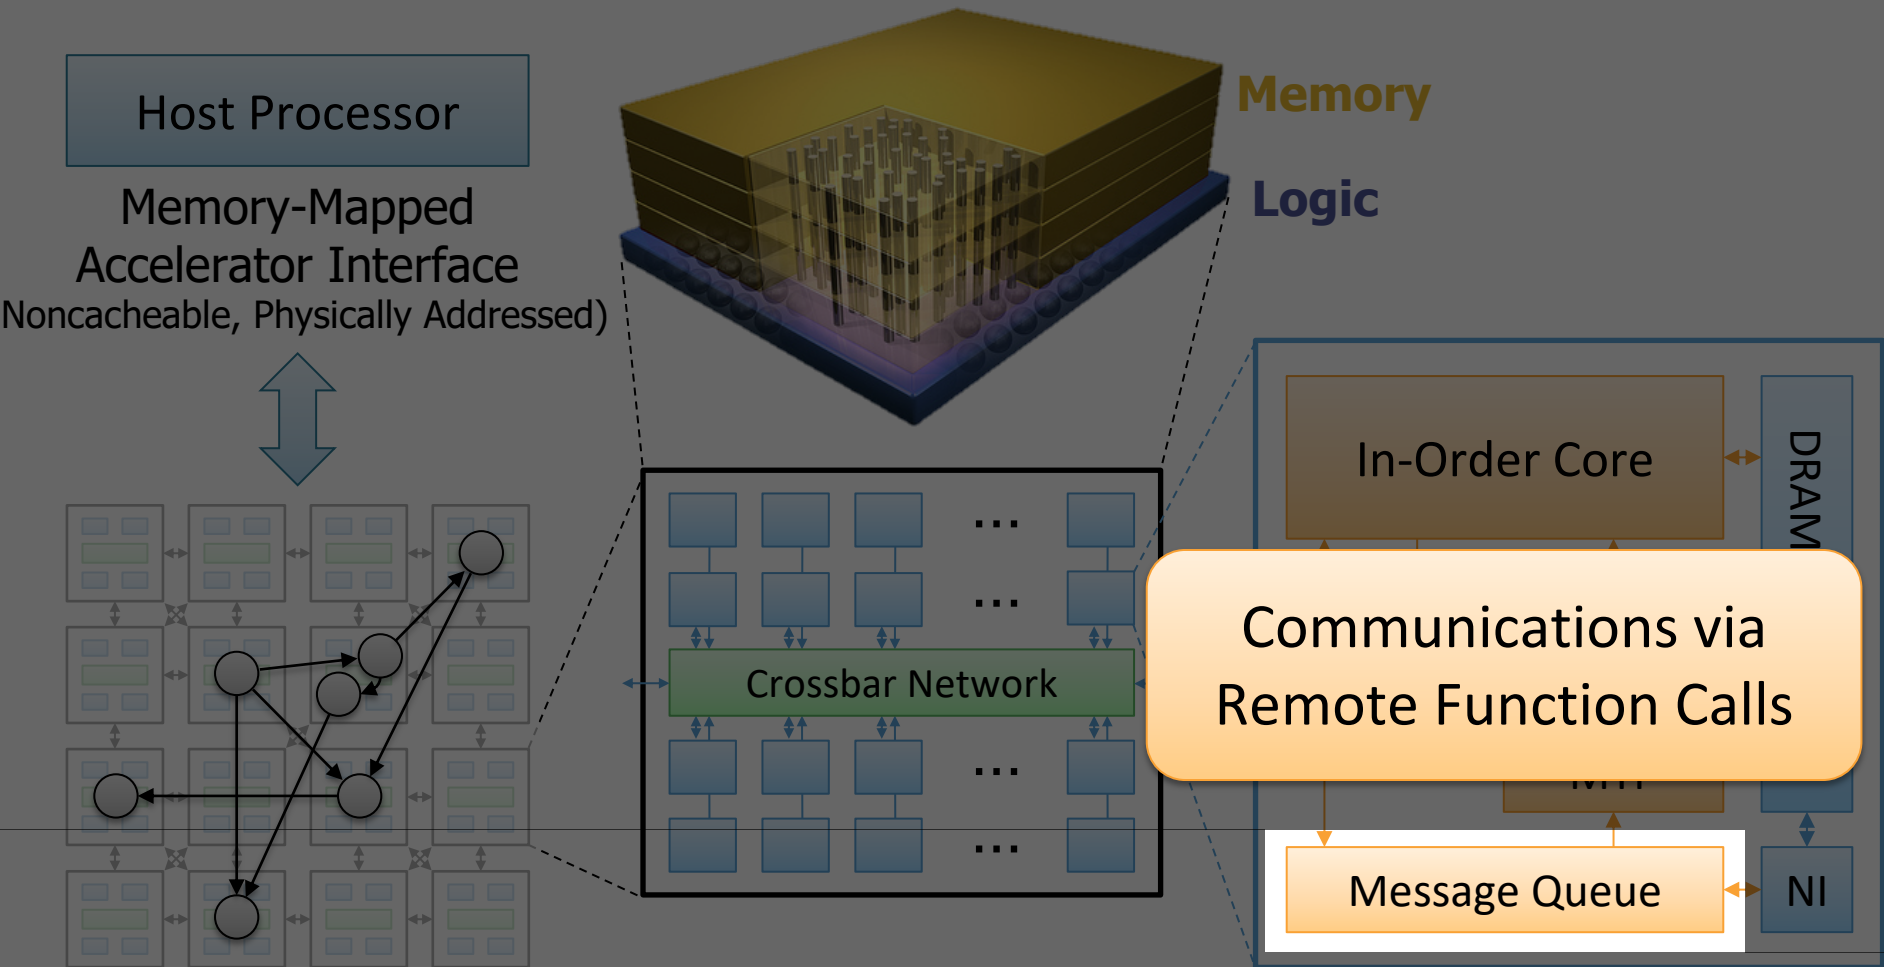 Host Processor
Memory-Mapped
Accelerator Interface
Noncacheable, Physically Addressed)
Memory
Logic
In-Order Core
DRAM
...
...
Crossbar Network
...
...
Communications via
Remote Function Calls
Message Queue
NI